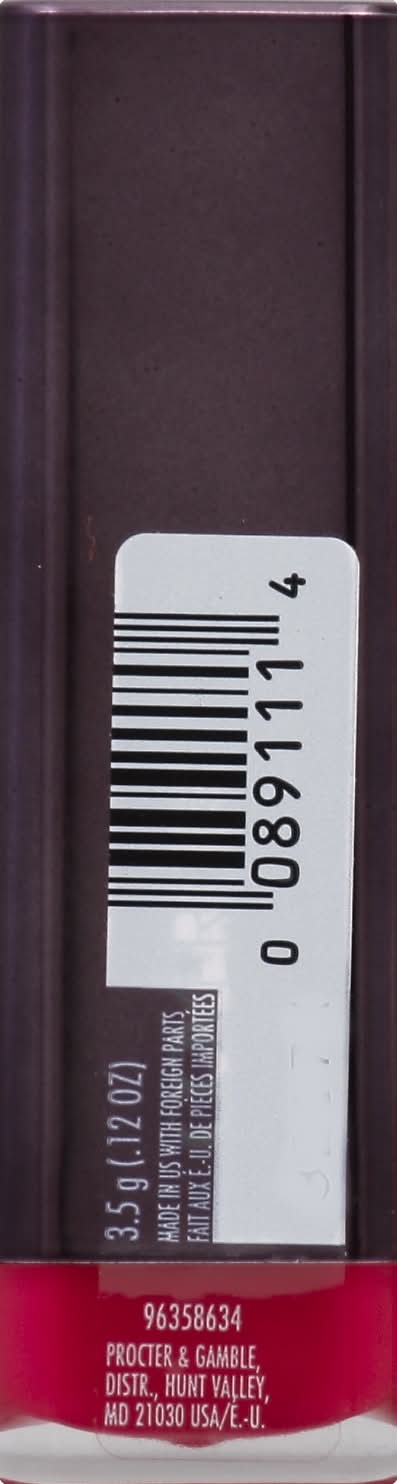 0 089111 4
3.5 g (.12 OZ)
MADE IN US WITH FOREIGN PARTS
FAIT AUX É.-U. DE PIÈCES IMPORTÉES
96358634
PROCTER & GAMBLE,
DISTR., HUNT VALLEY,
MD 21030 USA/É.-U.